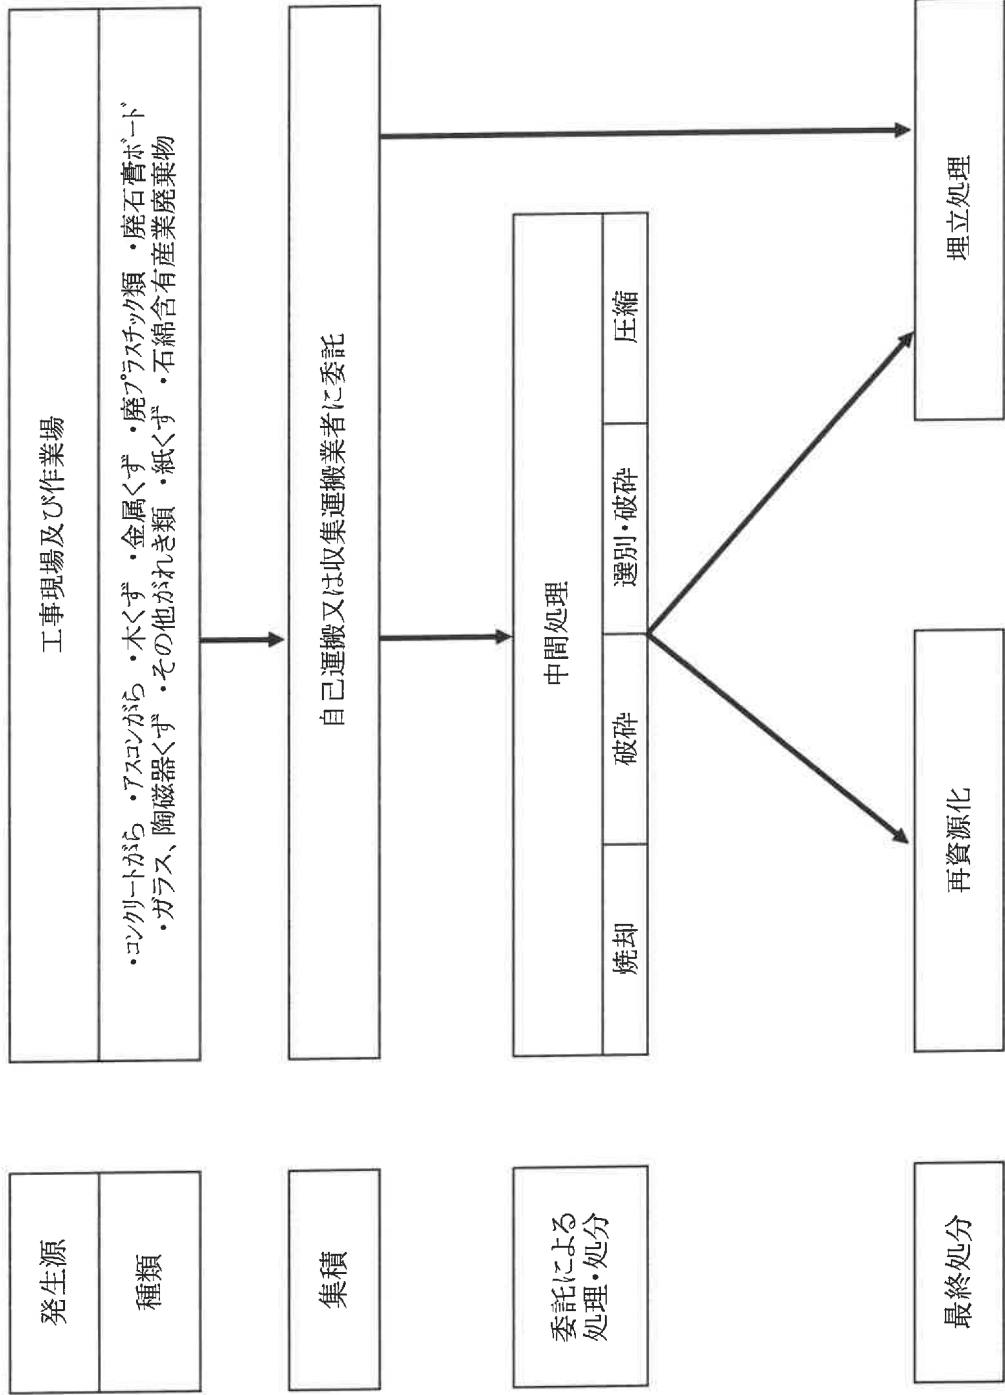 発生源
工事現場及び作業場
種類
・コンクリートがら ・アスコンがら ・木くず ・金属くず ・廃プラスチック類 ・廃石膏ボード
・ガラス、陶磁器くず ・その他がれき類 ・紙くず ・石綿含有産業廃棄物
集積
自己運搬又は収集運搬業者に委託
委託による
処理・処分
中間処理
焼却
破砕
選別・破砕
圧縮
最終処分
再資源化
埋立処理